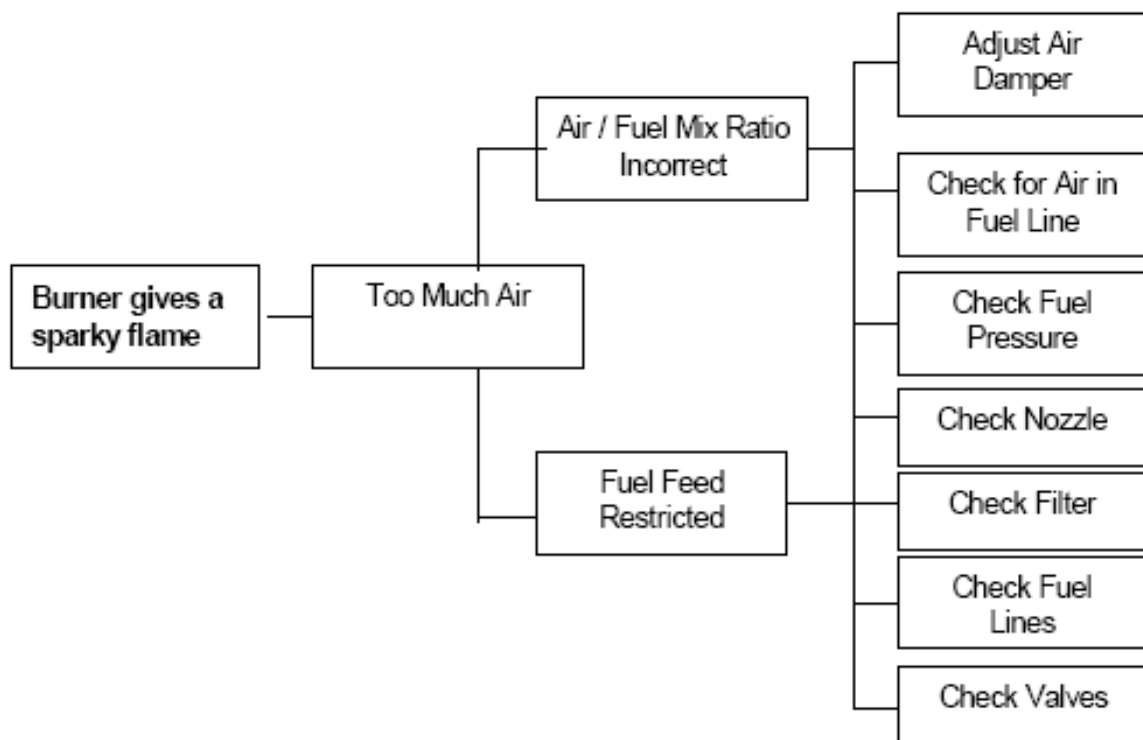 Burner gives a
sparky flame
Too Much Air
Air / Fuel Mix Ratio
Incorrect
Fuel Feed
Restricted
Adjust Air
Damper
Check for Air in
Fuel Line
Check Fuel
Pressure
Check Nozzle
Check Filter
Check Fuel
Lines
Check Valves